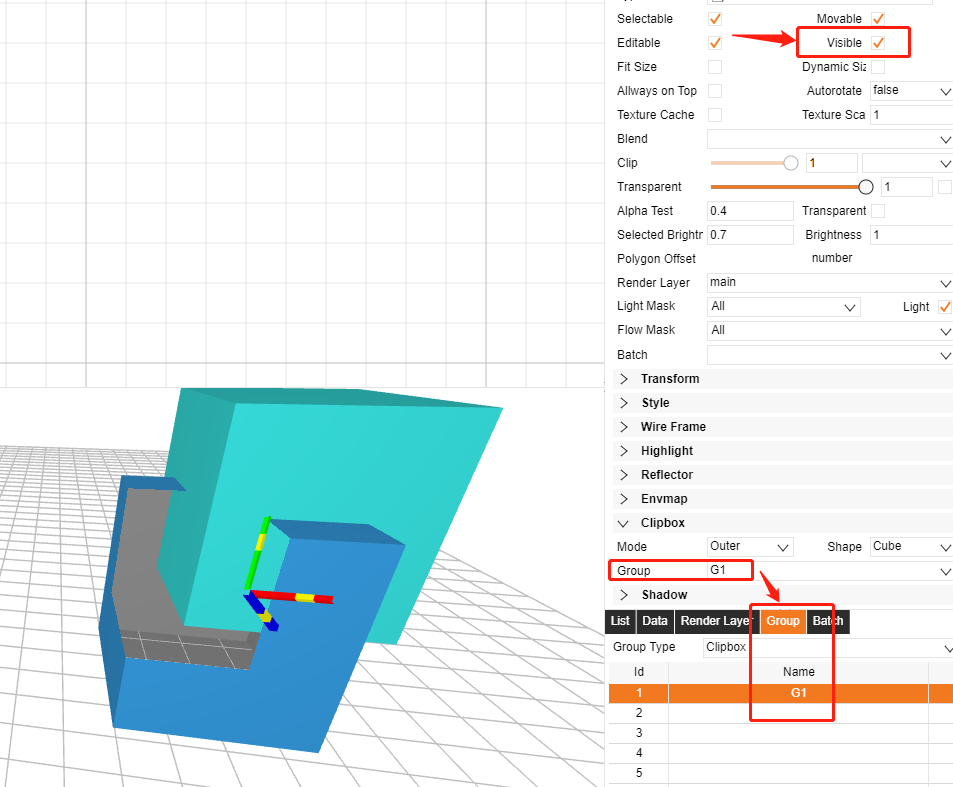 Selectable Movable
Editable Visible
Fit Size Dynamic Siz
Allways on Top Autorotate false
Texture Cache Texture Sca 1
Blend
Clip 1
Transparent 1
Alpha Test 0.4 Transparent
Selected Brightn 0.7 Brightness 1
Polygon Offset number
Render Layer main
Light Mask All Light
Flow Mask All
Batch
Transform
Style
Wire Frame
Highlight
Reflector
Envmap
Clipbox
Mode Outer Shape Cube
Group G1
Shadow
List Data Render Layer Group Batch
Group Type Clipbox
Id Name
1 G1
2
3
4
5